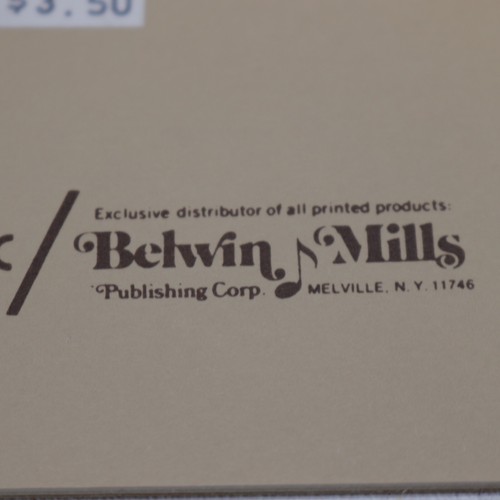 $3.50
Exclusive distributor of all printed products:
Belwin Mills
Publishing Corp. MELVILLE, N.Y. 11746